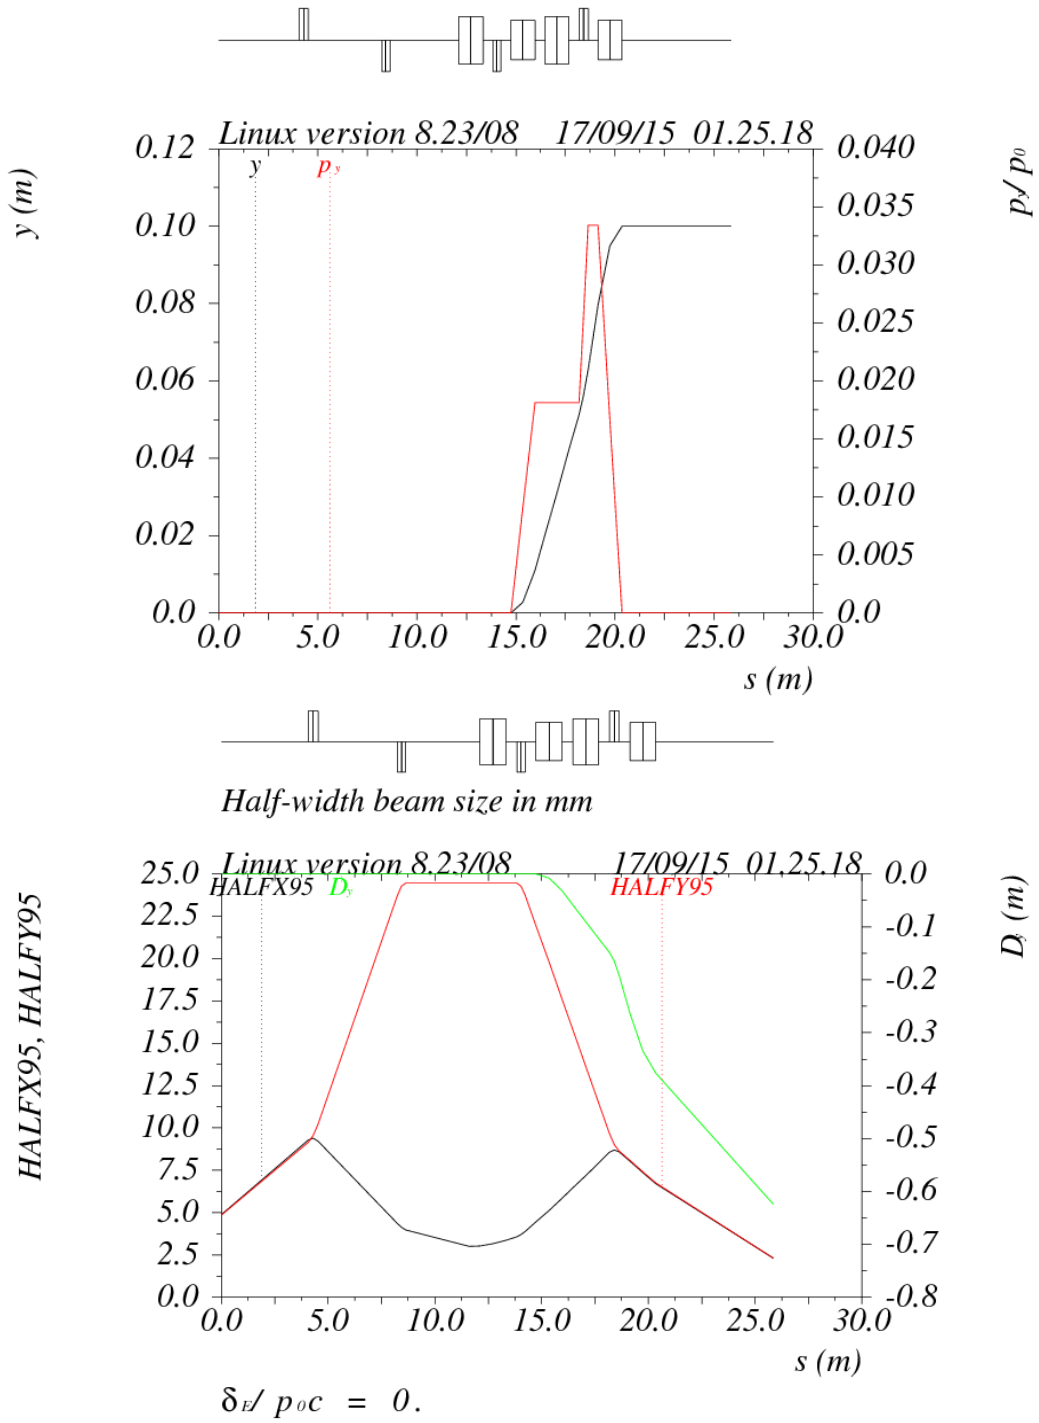 Linux version 8.23/08 17/09/15 01.25.18
y (m)
p y/ p 0
0.12
0.10
0.08
0.06
0.04
0.02
0.0
y
p y
0.040
0.035
0.030
0.025
0.020
0.015
0.010
0.005
0.0
0.0 5.0 10.0 15.0 20.0 25.0 30.0
s (m)
Half-width beam size in mm
Linux version 8.23/08 17/09/15 01.25.18
HALFX95, HALFY95
D y (m)
25.0
22.5
20.0
17.5
15.0
12.5
10.0
7.5
5.0
2.5
0.0
HALFX95 D y HALFY95
0.0
-0.1
-0.2
-0.3
-0.4
-0.5
-0.6
-0.7
-0.8
0.0 5.0 10.0 15.0 20.0 25.0 30.0
s (m)
δ E/ p 0c = 0.